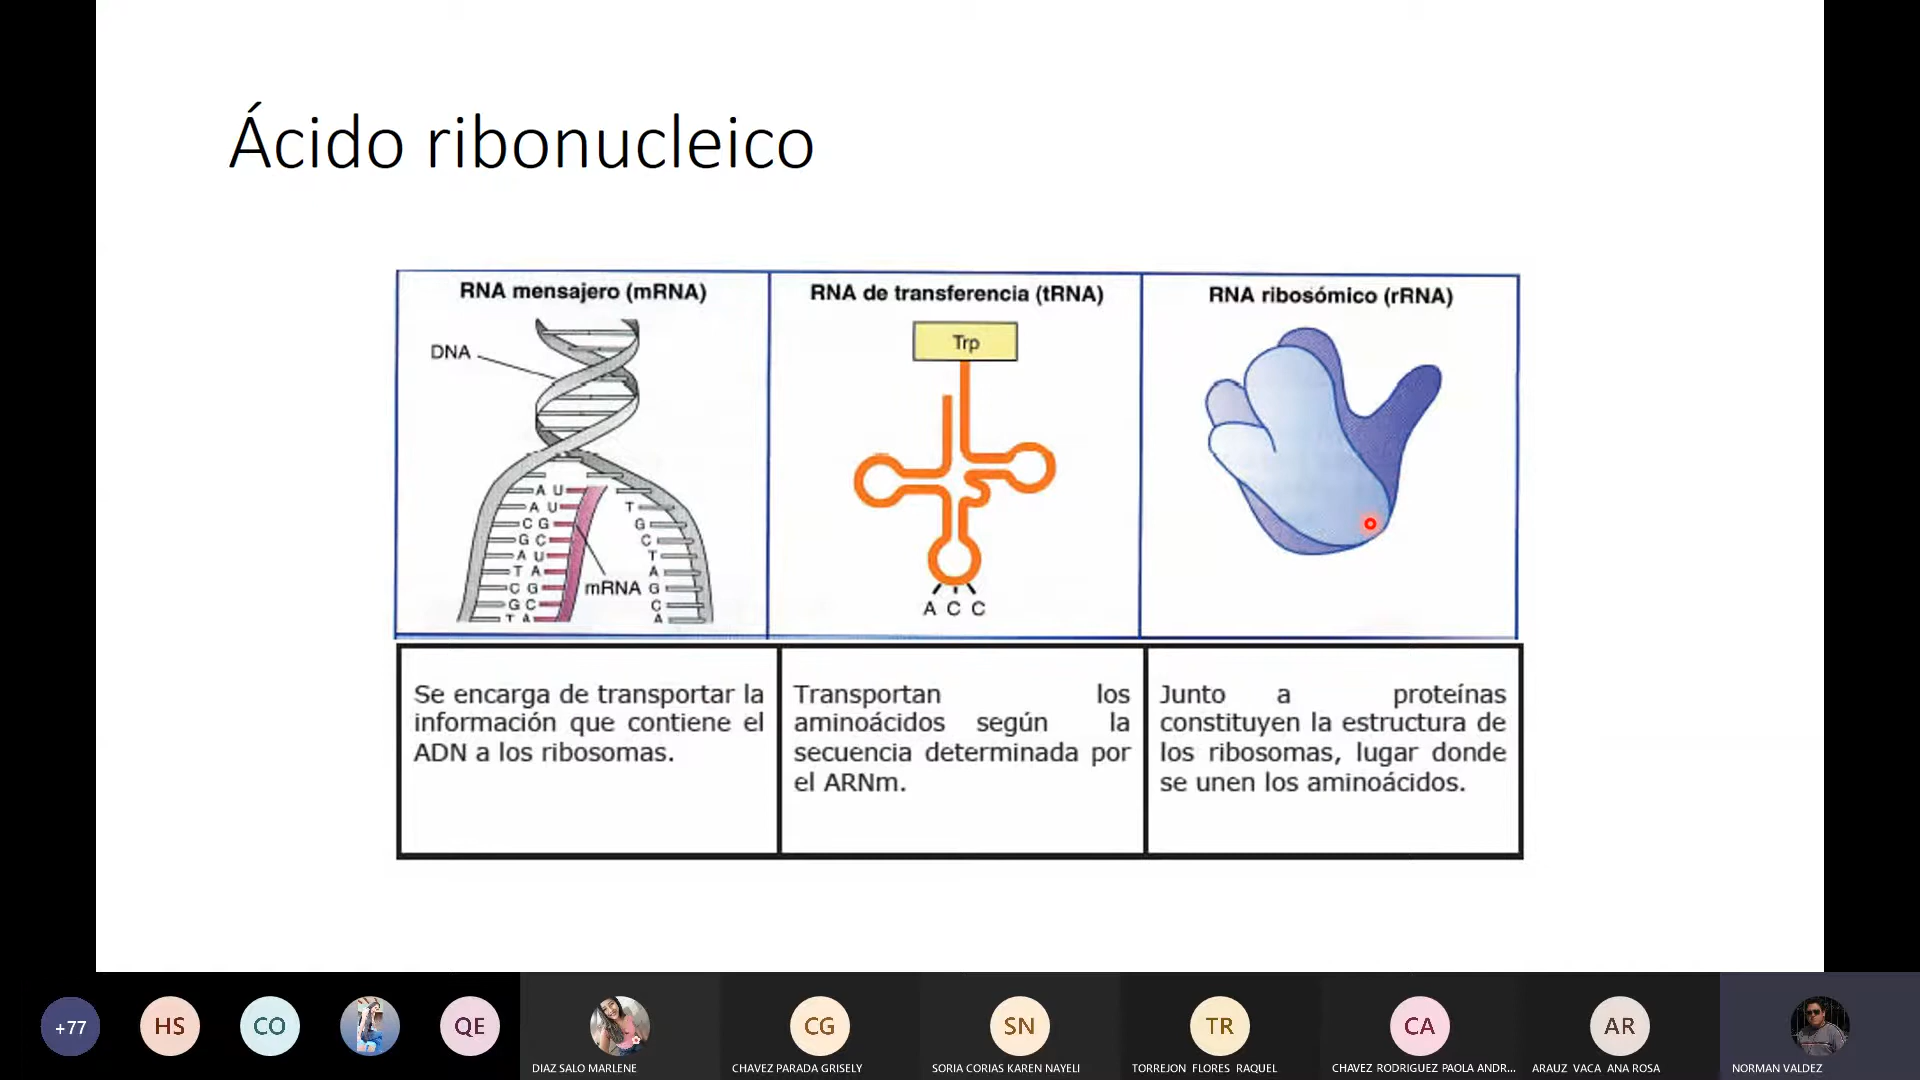 Ácido ribonucleico
RNA mensajero (mRNA)
DNA
A U
A U
C G
G C
A U
T A
C G
G C
T A
T
G
C
T
A
G
C
A
mRNA
RNA de transferencia (tRNA)
Trp
A C C
RNA ribosómico (rRNA)
Se encarga de transportar la
información que contiene el
ADN a los ribosomas.
Transportan los
aminoácidos según la
secuencia determinada por
el ARNm.
Junto a proteínas
constituyen la estructura de
los ribosomas, lugar donde
se unen los aminoácidos.
+77
HS
CO
QE
DIAZ SALO MARLENE
CG
CHAVEZ PARADA GRISELY
SN
SORIA CORIAS KAREN NAYELI
TR
TORREJON FLORES RAQUEL
CA
CHAVEZ RODRIGUEZ PAOLA ANDR...
AR
ARAUZ VACA ANA ROSA
NORMAN VALDEZ